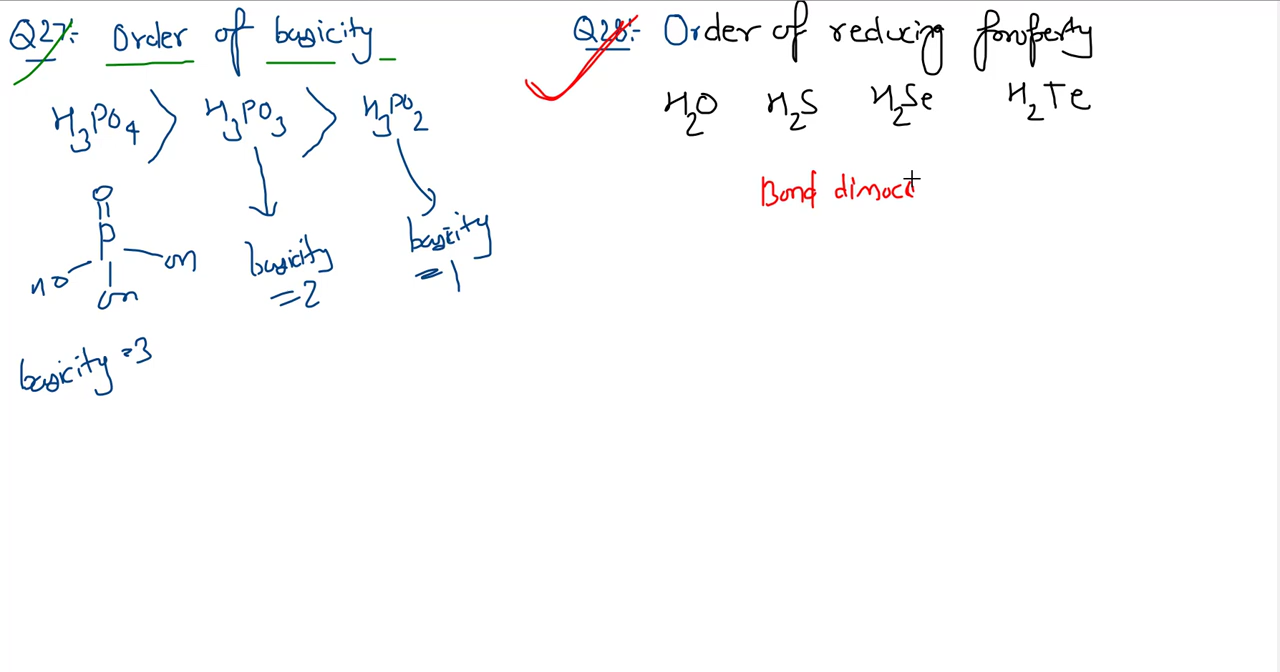 Q27:- Order of basicity
H3PO4 > H3PO3 > H3PO2
O
P
HO
OH
OH
basicity = 3
basicity
=2
basicity
=1
Q28:- Order of reducing property
H2O H2S H2Se H2Te
Bond dissoct